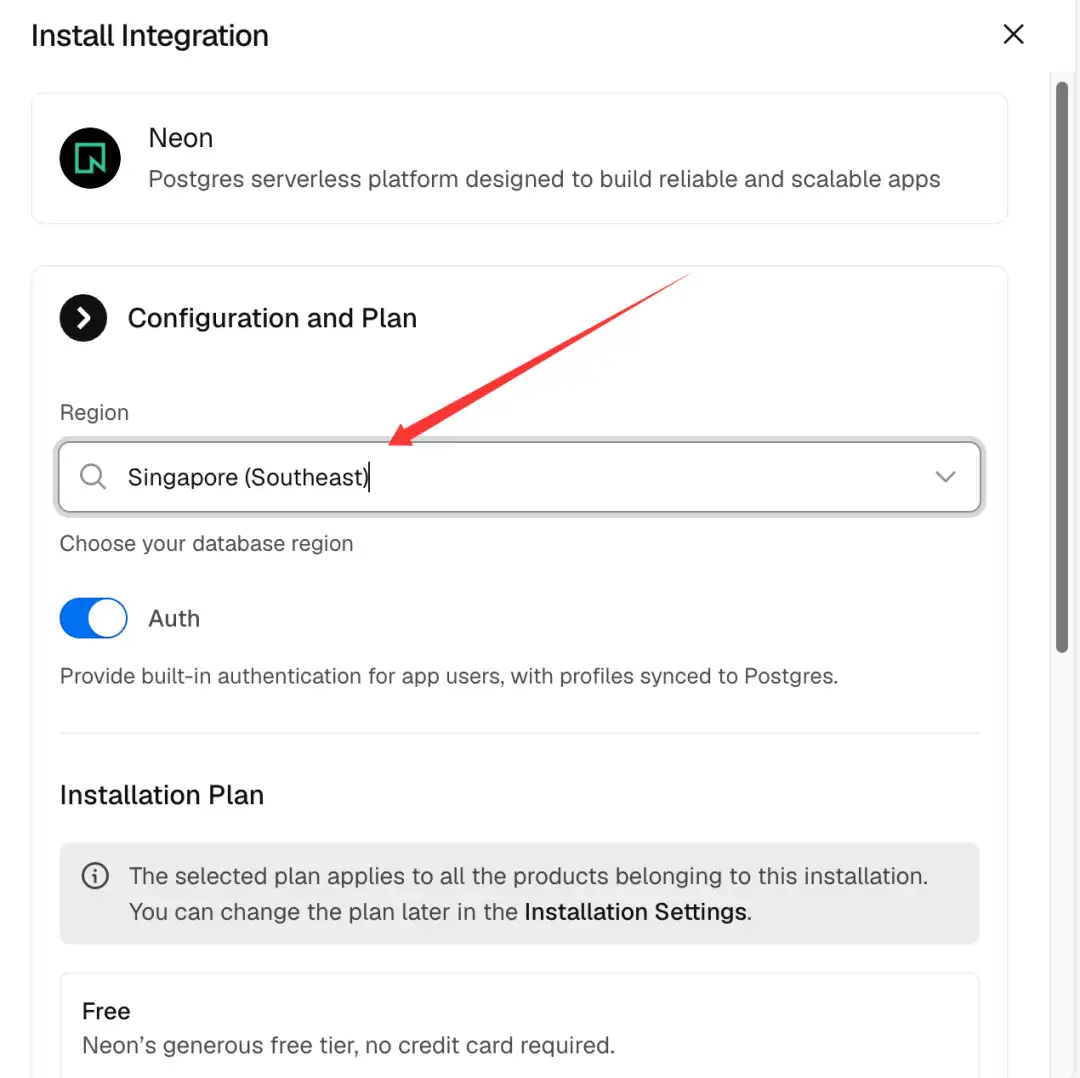 Install Integration
Neon
Postgres serverless platform designed to build reliable and scalable apps
Configuration and Plan
Region
Singapore (Southeast)
Choose your database region
Auth
Provide built-in authentication for app users, with profiles synced to Postgres.
Installation Plan
The selected plan applies to all the products belonging to this installation.
You can change the plan later in the Installation Settings.
Free
Neon’s generous free tier, no credit card required.